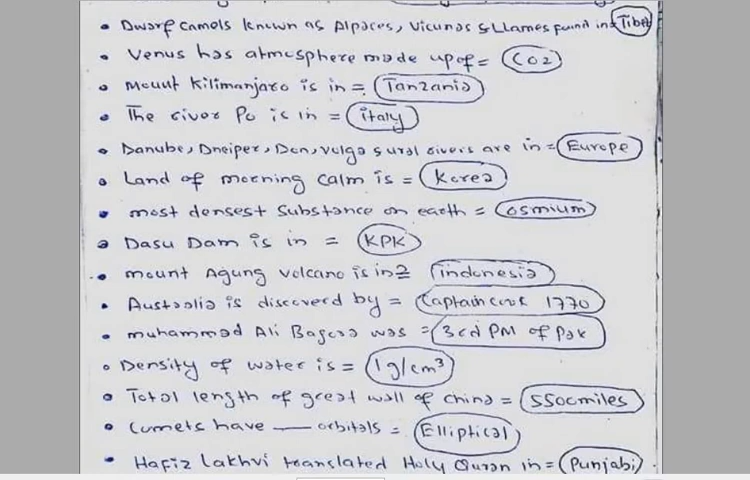 • Dwarf camels known as Alpaces, Vicunas & Llames found in = Tibet
• Venus has atmosphere made up of = CO2
• Mount Kilimanjaro is in = Tanzania
• The river Po is in = italy
• Danube, Dneiper, Don, volga & ural rivers are in = Europe
• Land of morning calm is = Korea
• most densest substance on earth = osmium
• Dasu Dam is in = KPK
• mount Agung volcano is in = indonesia
• Australia is discoverd by = Captain cook 1770
• muhammad Ali Bagora was = 3rd PM of Pak
• Density of water is = 1g/cm³
• Total length of great wall of china = 5500miles
• Comets have — orbitals = Elliptical
• Hafiz Lakhvi translated Holy Quran in = Punjabi